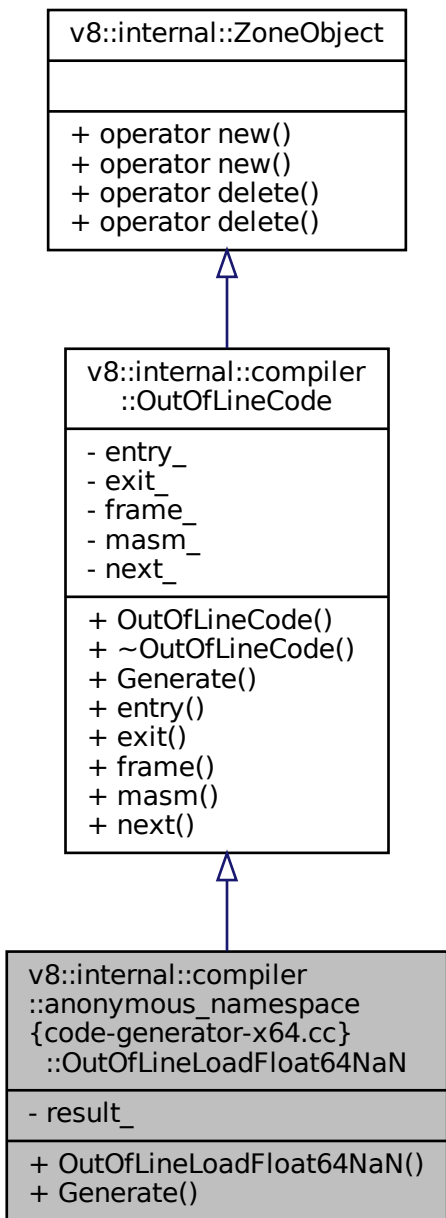 v8::internal::ZoneObject
+ operator new()
+ operator new()
+ operator delete()
+ operator delete()
v8::internal::compiler
::OutOfLineCode
- entry_
- exit_
- frame_
- masm_
- next_
+ OutOfLineCode()
+ ~OutOfLineCode()
+ Generate()
+ entry()
+ exit()
+ frame()
+ masm()
+ next()
v8::internal::compiler
::anonymous_namespace
{code-generator-x64.cc}
::OutOfLineLoadFloat64NaN
- result_
+ OutOfLineLoadFloat64NaN()
+ Generate()